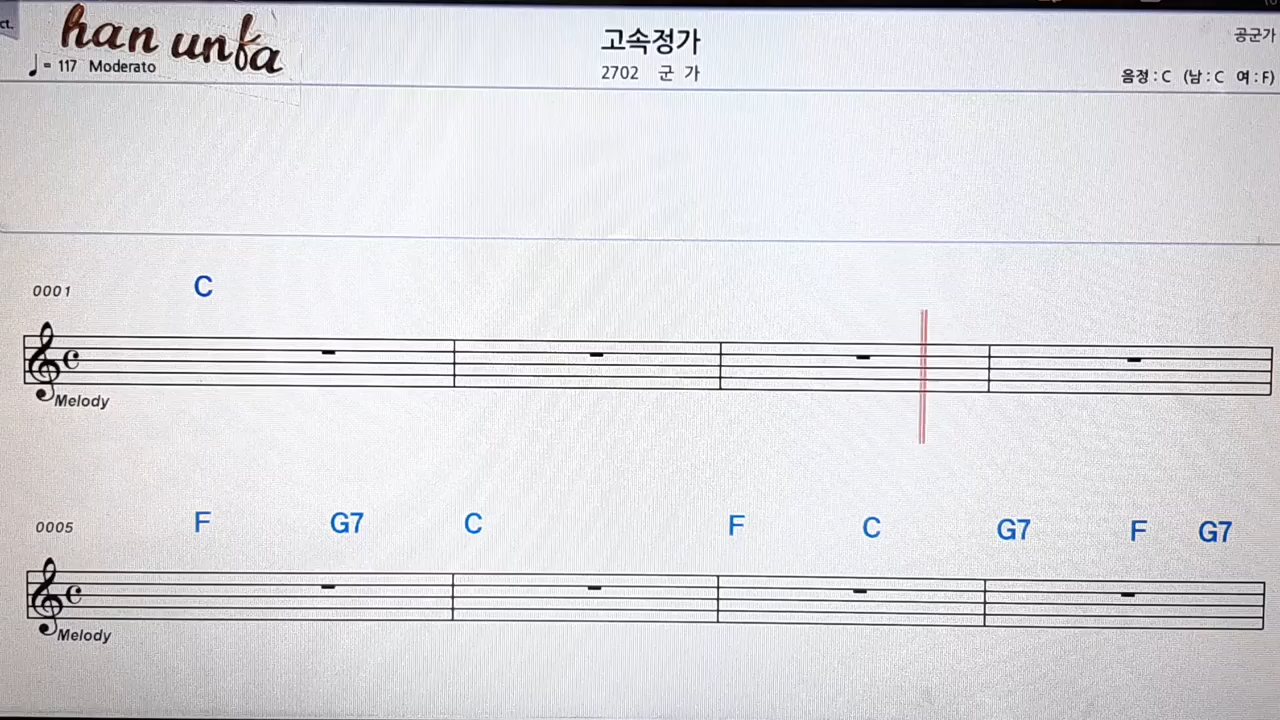 ct.
han unfa
고속정가
공군가
♩= 117 Moderato
2702 군 가
음정 : C (남 : C 여 : F)
0001 C
Melody
0005 F G7 C F C G7 F G7
Melody